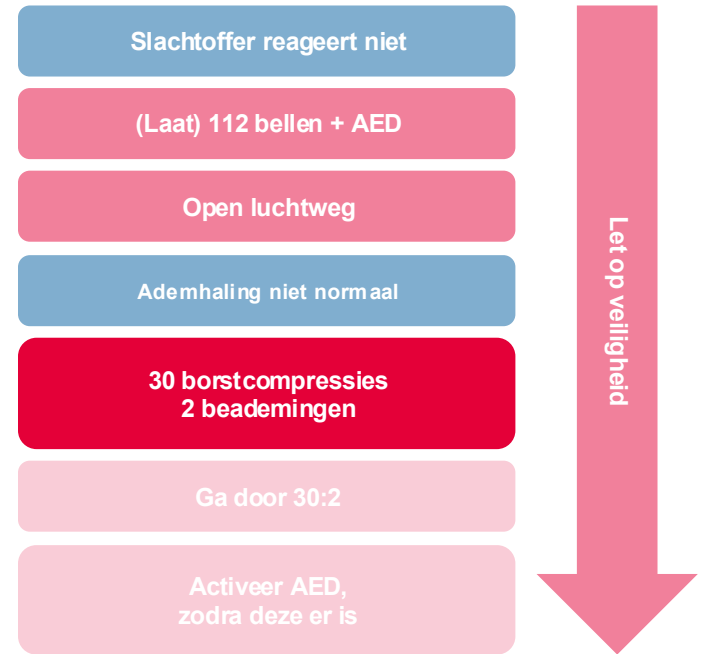 Slachtoffer reageert niet
(Laat) 112 bellen + AED
Open luchtweg
Ademhaling niet normaal
30 borstcompressies
2 beademingen
Ga door 30:2
Activeer AED,
zodra deze er is
Let op veiligheid